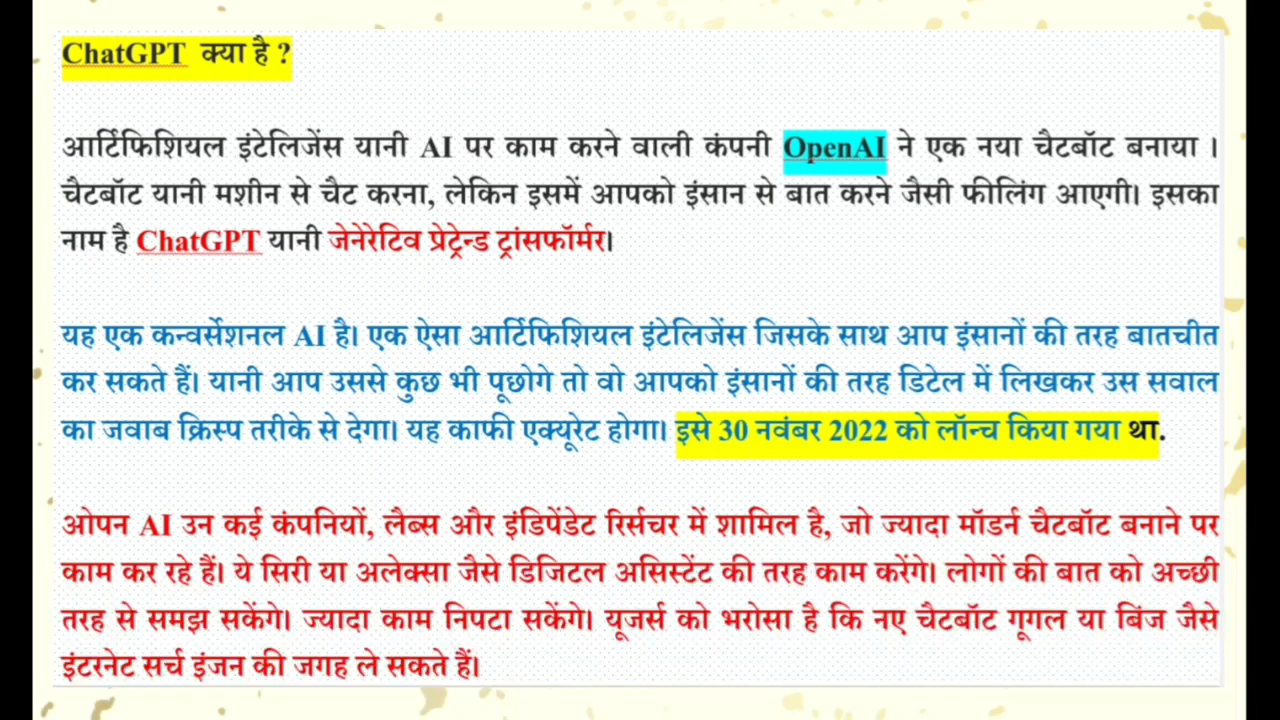 ChatGPT क्या है ?
आर्टिफिशियल इंटेलिजेंस यानी AI पर काम करने वाली कंपनी OpenAI ने एक नया चैटबॉट बनाया ।
चैटबॉट यानी मशीन से चैट करना, लेकिन इसमें आपको इंसान से बात करने जैसी फीलिंग आएगी। इसका
नाम है ChatGPT यानी जेनेरेटिव प्रेट्रेन्ड ट्रांसफॉर्मर।
यह एक कन्वर्सेशनल AI है। एक ऐसा आर्टिफिशियल इंटेलिजेंस जिसके साथ आप इंसानों की तरह बातचीत
कर सकते हैं। यानी आप उससे कुछ भी पूछोगे तो वो आपको इंसानों की तरह डिटेल में लिखकर उस सवाल
का जवाब क्रिस्प तरीके से देगा। यह काफी एक्यूरेट होगा। इसे 30 नवंबर 2022 को लॉन्च किया गया था.
ओपन AI उन कई कंपनियों, लैब्स और इंडिपेंडेट रिर्सचर में शामिल है, जो ज्यादा मॉडर्न चैटबॉट बनाने पर
काम कर रहे हैं। ये सिरी या अलेक्सा जैसे डिजिटल असिस्टेंट की तरह काम करेंगे। लोगों की बात को अच्छी
तरह से समझ सकेंगे। ज्यादा काम निपटा सकेंगे। यूजर्स को भरोसा है कि नए चैटबॉट गूगल या बिंज जैसे
इंटरनेट सर्च इंजन की जगह ले सकते हैं।